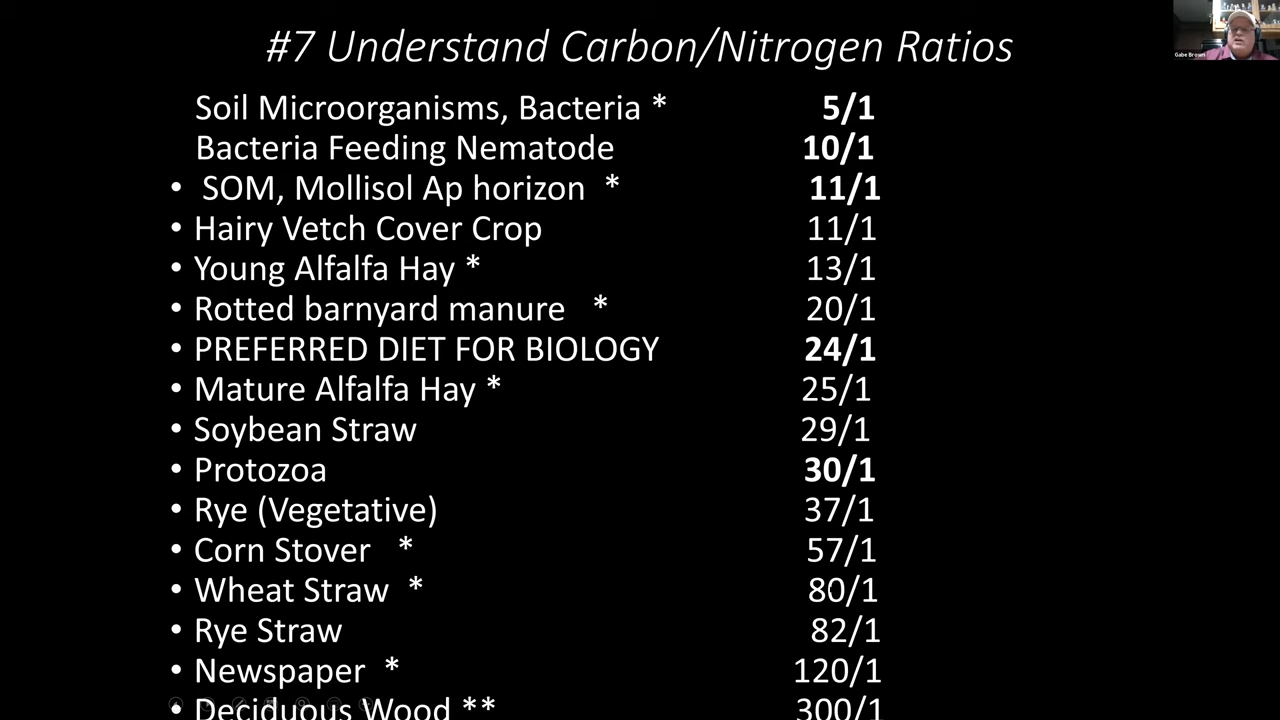 #7 Understand Carbon/Nitrogen Ratios
Gabe Brown
Soil Microorganisms, Bacteria * 5/1
Bacteria Feeding Nematode 10/1
• SOM, Mollisol Ap horizon * 11/1
• Hairy Vetch Cover Crop 11/1
• Young Alfalfa Hay * 13/1
• Rotted barnyard manure * 20/1
• PREFERRED DIET FOR BIOLOGY 24/1
• Mature Alfalfa Hay * 25/1
• Soybean Straw 29/1
• Protozoa 30/1
• Rye (Vegetative) 37/1
• Corn Stover * 57/1
• Wheat Straw * 80/1
• Rye Straw 82/1
• Newspaper * 120/1
• Deciduous Wood ** 300/1